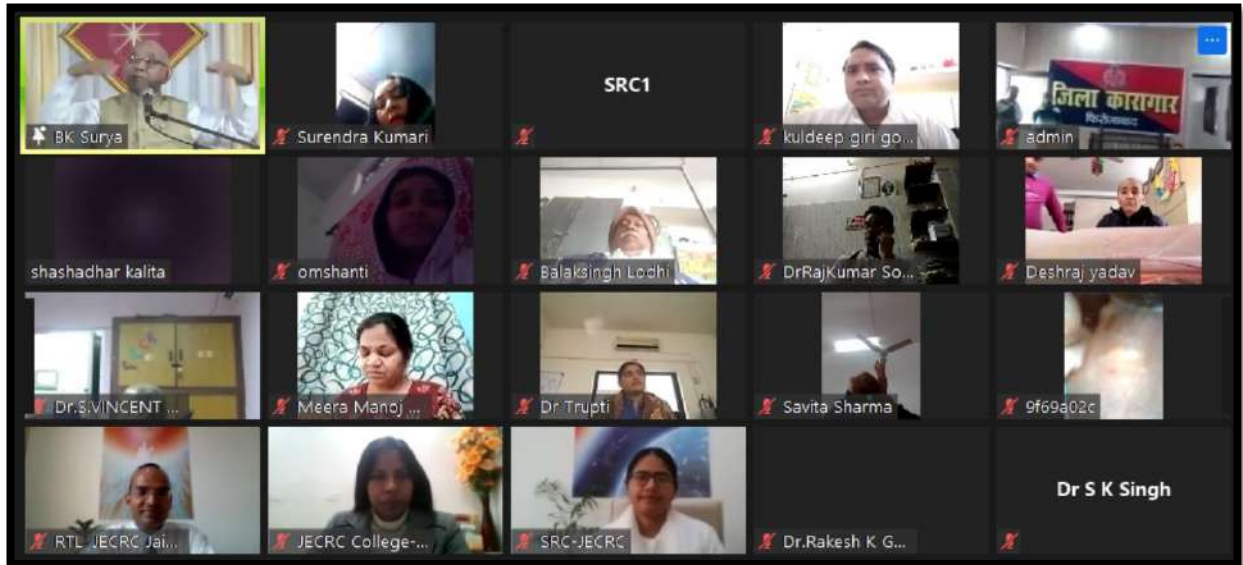 BK Surya
Surendra Kumari
SRC1
kuldeep giri go...
जिला कारागार
फिरोजाबाद
admin
shashadhar kalita
omshanti
Balaksingh Lodhi
DrRajKumar So...
Deshraj yadav
Dr.S.VINCENT ...
Meera Manoj ...
Dr Trupti
Savita Sharma
9f69a02c
RTL JECRC Jai...
JECRC College-...
SRC-JECRC
Dr.Rakesh K G...
Dr S K Singh